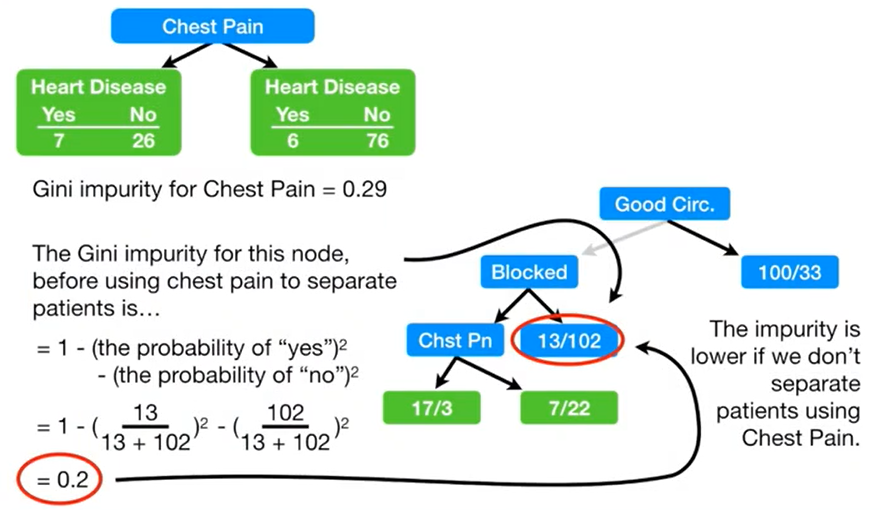 Chest Pain
Heart Disease
Yes No
7 26
Heart Disease
Yes No
6 76
Gini impurity for Chest Pain = 0.29
Good Circ.
The Gini impurity for this node,
before using chest pain to separate
patients is…
Blocked
100/33
Chst Pn
13/102
17/3
7/22
The impurity is
lower if we don’t
separate
patients using
Chest Pain.
= 1 - (the probability of “yes”)²
- (the probability of “no”)²
= 1 - (13 / 13 + 102)² - (102 / 13 + 102)²
= 0.2